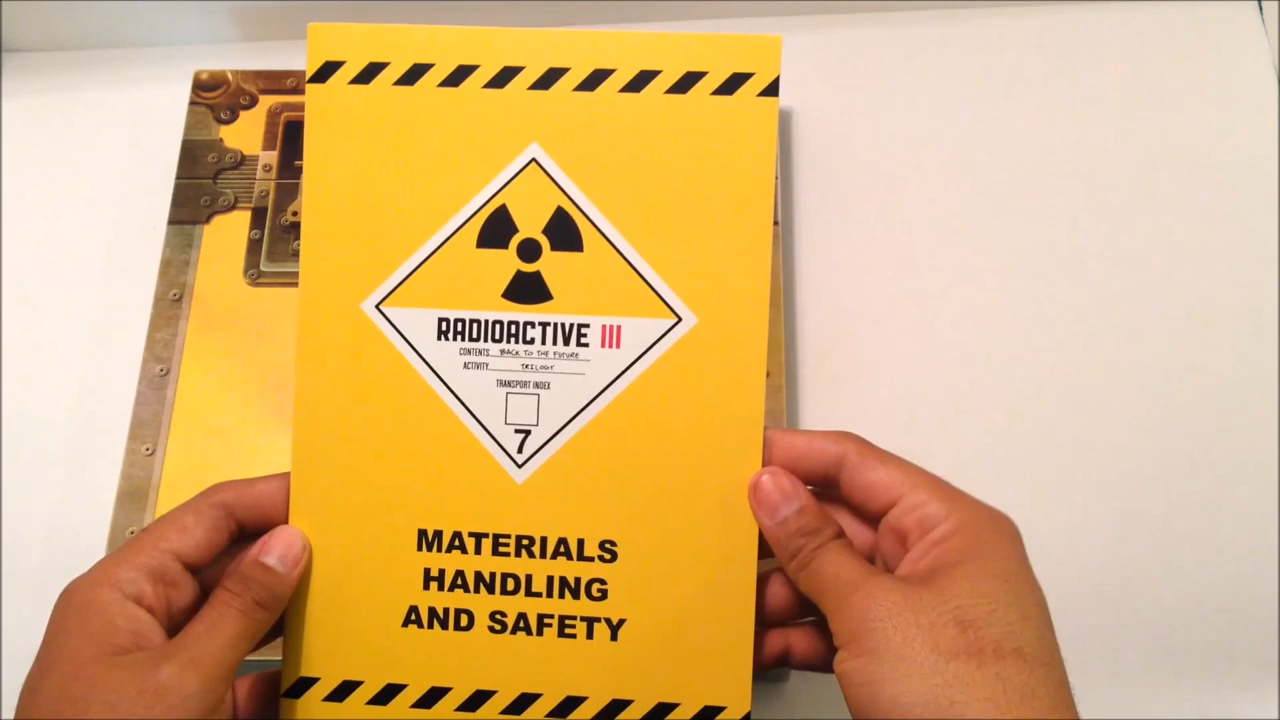 RADIOACTIVE III
CONTENTS BACK TO THE FUTURE
ACTIVITY TRILOGY
TRANSPORT INDEX
7
MATERIALS
HANDLING
AND SAFETY